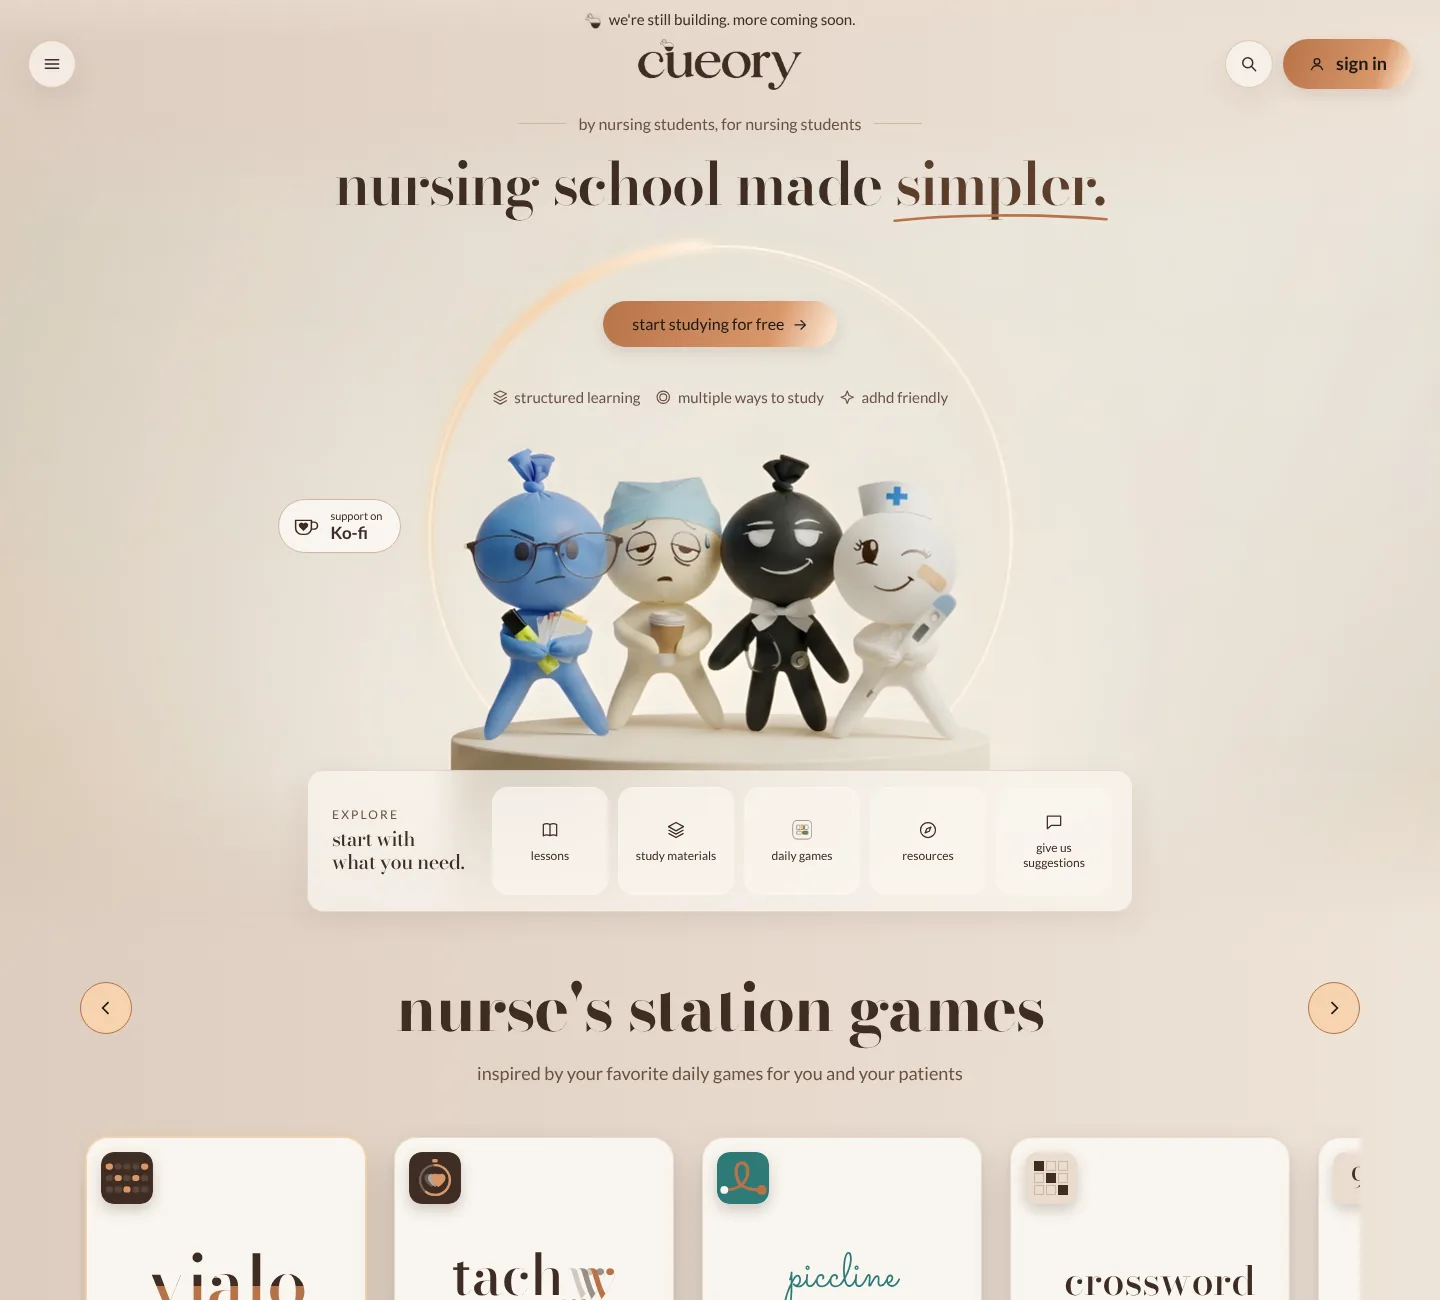 we're still building. more coming soon.
cueory
sign in
by nursing students, for nursing students
nursing school made simpler.
start studying for free →
structured learning multiple ways to study adhd friendly
support on
Ko-fi
EXPLORE
start with
what you need.
lessons
study materials
daily games
resources
give us
suggestions
nurse's station games
inspired by your favorite daily games for you and your patients
vialo
tach
piccline
crossword